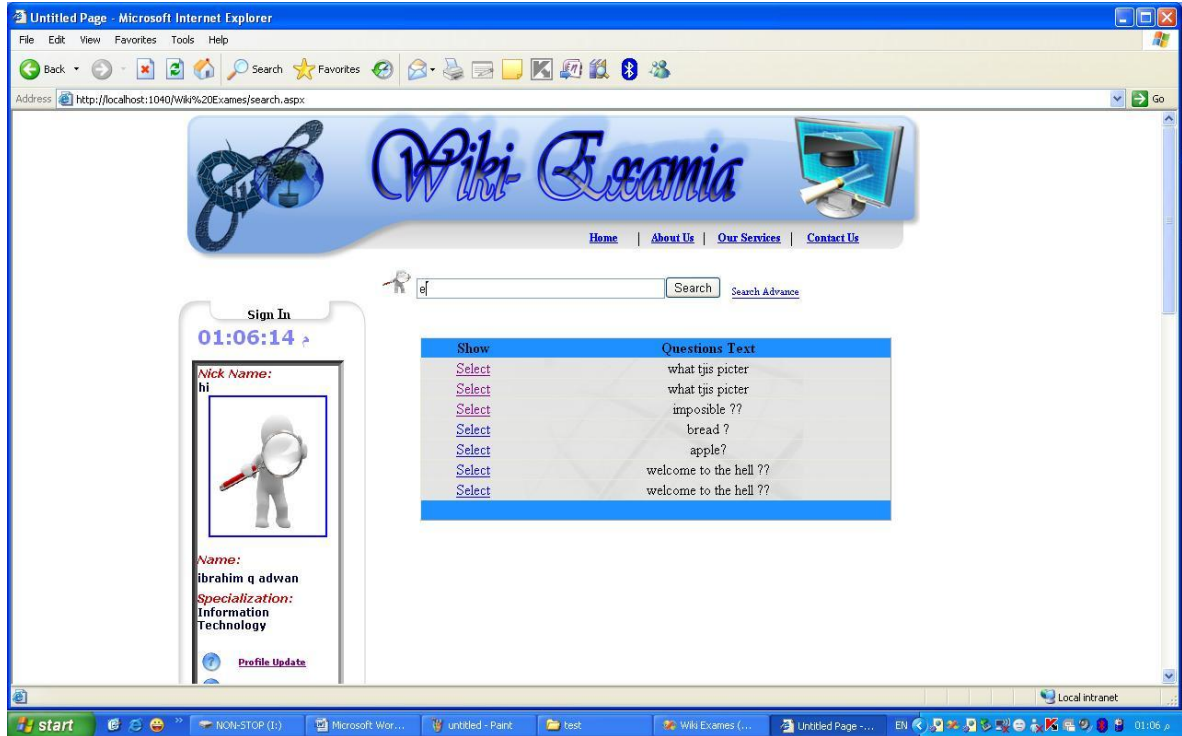 Untitled Page - Microsoft Internet Explorer
File Edit View Favorites Tools Help
Back Search Favorites
Address http://localhost:1040/Wiki%20Exames/search.aspx Go
Wiki- Examia
Home | About Us | Our Services | Contact Us
e Search Search Advance
Sign In
01:06:14 م
Nick Name:
hi
Name:
ibrahim q adwan
Specialization:
Information
Technology
Profile Update
Show Questions Text
Select what tjis picter
Select what tjis picter
Select imposible ??
Select bread ?
Select apple?
Select welcome to the hell ??
Select welcome to the hell ??
Local intranet
start NON-STOP (I:) Microsoft Wor... untitled - Paint test Wiki Exames (... Untitled Page -... EN 01:06 م